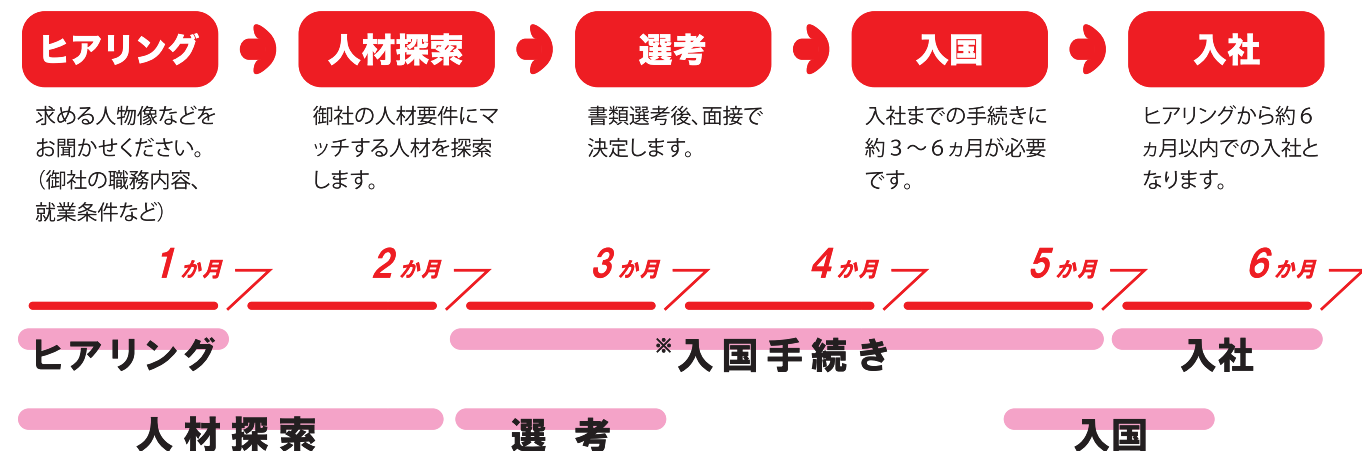 ヒアリング
人材探索
選考
入国
入社
求める人物像などを
お聞かせください。
（御社の職務内容、
就業条件など）
御社の人材要件にマ
ッチする人材を探索
します。
書類選考後、面接で
決定します。
入社までの手続きに
約３～６ヵ月が必要
です。
ヒアリングから約６
ヵ月以内での入社と
なります。
1か月
2か月
3か月
4か月
5か月
6か月
ヒアリング
※入国手続き
入社
人材探索
選考
入国